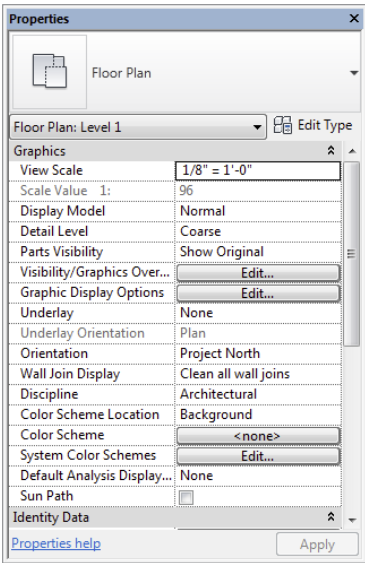 Properties
Floor Plan
Floor Plan: Level 1 Edit Type
Graphics
View Scale 1/8" = 1'-0"
Scale Value 1: 96
Display Model Normal
Detail Level Coarse
Parts Visibility Show Original
Visibility/Graphics Over... Edit...
Graphic Display Options Edit...
Underlay None
Underlay Orientation Plan
Orientation Project North
Wall Join Display Clean all wall joins
Discipline Architectural
Color Scheme Location Background
Color Scheme <none>
System Color Schemes Edit...
Default Analysis Display... None
Sun Path
Identity Data
Properties help Apply